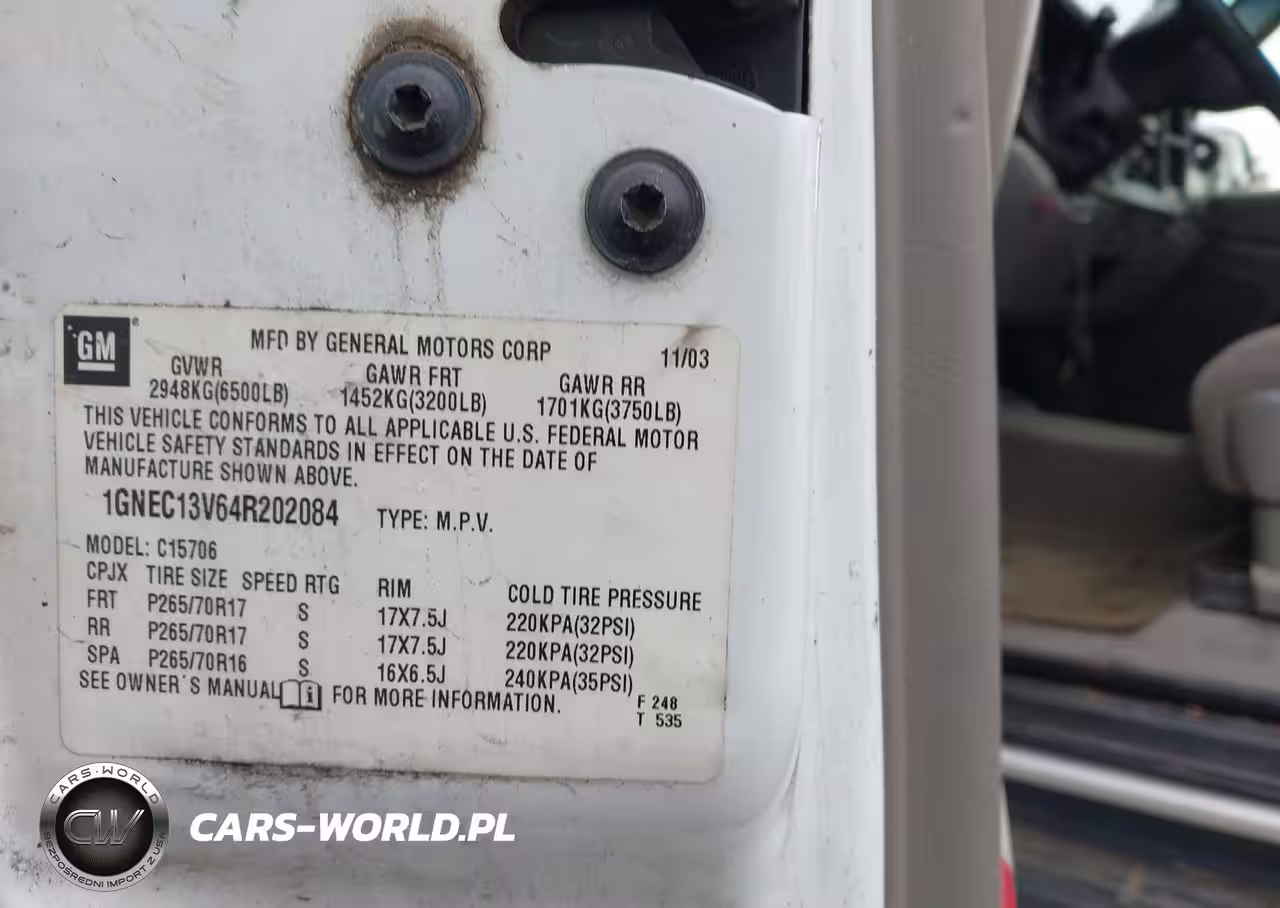 GM
MFD BY GENERAL MOTORS CORP 11/03
GVWR GAWR FRT GAWR RR
2948KG(6500LB) 1452KG(3200LB) 1701KG(3750LB)
THIS VEHICLE CONFORMS TO ALL APPLICABLE U.S. FEDERAL MOTOR
VEHICLE SAFETY STANDARDS IN EFFECT ON THE DATE OF
MANUFACTURE SHOWN ABOVE.
1GNEC13V64R202084 TYPE: M.P.V.
MODEL: C15706
CPJX TIRE SIZE SPEED RTG RIM COLD TIRE PRESSURE
FRT P265/70R17 S 17X7.5J 220KPA(32PSI)
RR P265/70R17 S 17X7.5J 220KPA(32PSI)
SPA P265/70R16 S 16X6.5J 240KPA(35PSI)
SEE OWNER'S MANUAL FOR MORE INFORMATION.
F 248
T 535
CARS-WORLD
CW
BEZPOŚREDNI IMPORT Z USA
CARS-WORLD.PL